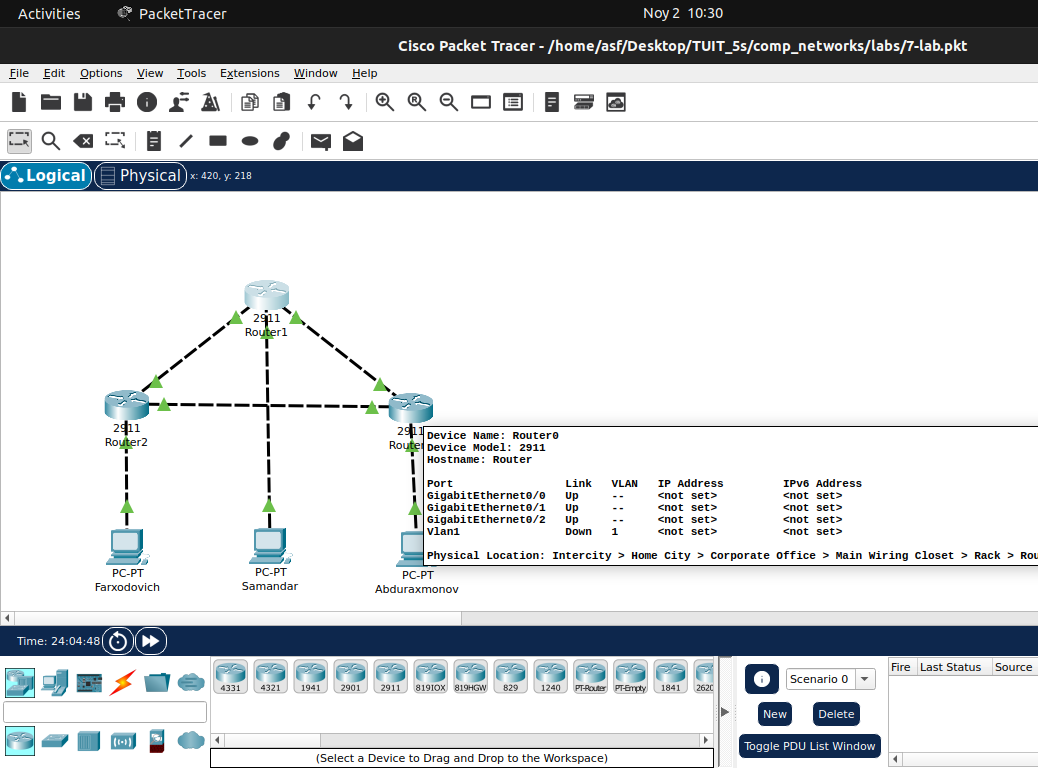 Activities PacketTracer Noy 2 10:30
Cisco Packet Tracer - /home/asf/Desktop/TUIT_5s/comp_networks/labs/7-lab.pkt
File Edit Options View Tools Extensions Window Help
Logical Physical x: 420, y: 218
2911
Router1
2911
Router2
2911
Router
Device Name: Router0
Device Model: 2911
Hostname: Router
Port Link VLAN IP Address IPv6 Address
GigabitEthernet0/0 Up -- <not set> <not set>
GigabitEthernet0/1 Up -- <not set> <not set>
GigabitEthernet0/2 Up -- <not set> <not set>
Vlan1 Down 1 <not set> <not set>
Physical Location: Intercity > Home City > Corporate Office > Main Wiring Closet > Rack > Rou
PC-PT
Farxodovich
PC-PT
Samandar
PC-PT
Abduraxmonov
Time: 24:04:48
4331 4321 1941 2901 2911 819IOX 819HGW 829 1240 PT-Router PT-Empty 1841 2620
(Select a Device to Drag and Drop to the Workspace)
Scenario 0
New Delete
Toggle PDU List Window
Fire Last Status Source